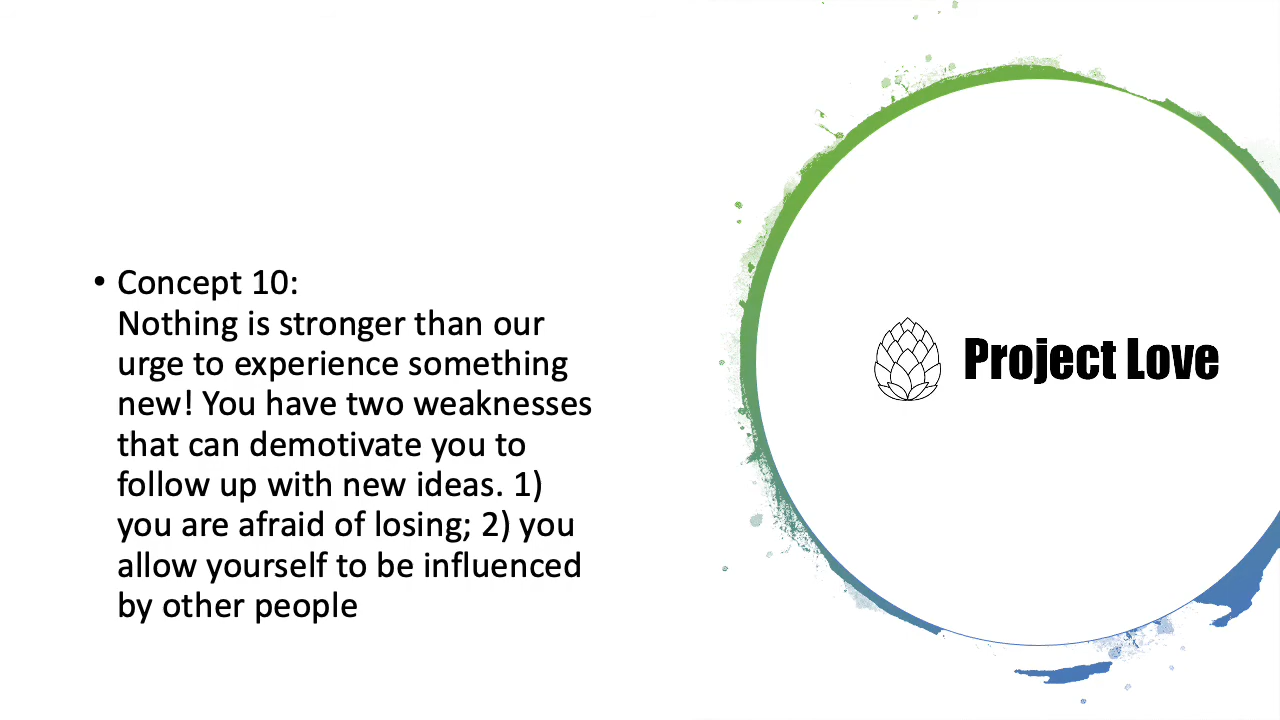 • Concept 10:
Nothing is stronger than our
urge to experience something
new! You have two weaknesses
that can demotivate you to
follow up with new ideas. 1)
you are afraid of losing; 2) you
allow yourself to be influenced
by other people
Project Love